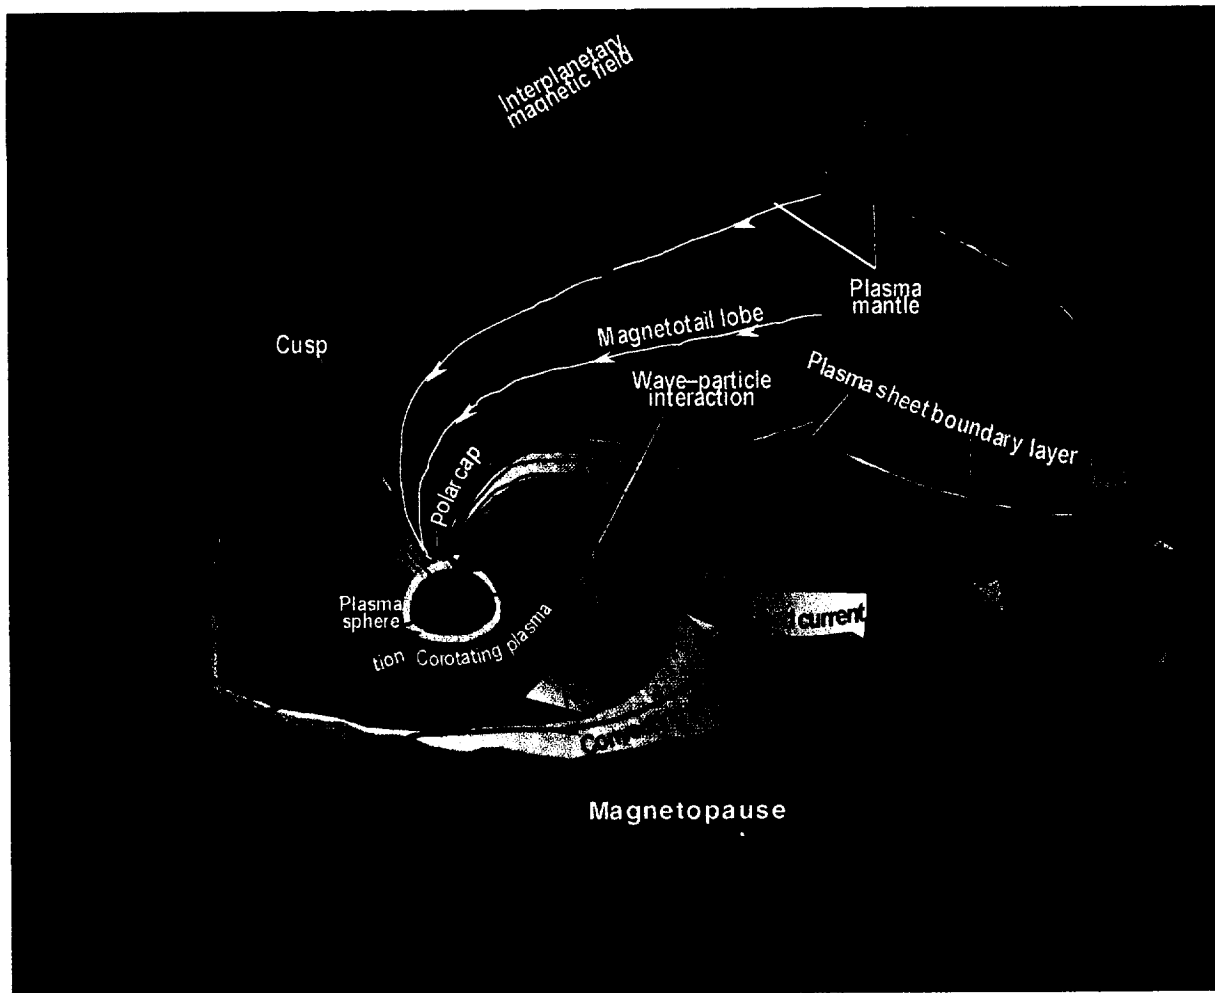 Interplanetary
magnetic field
Plasma
mantle
Magnetotail lobe
Cusp
Wave–particle
interaction
Plasma sheet boundary layer
Polar cap
Plasma
sphere
current
tion Corotating plasma
Magnetopause